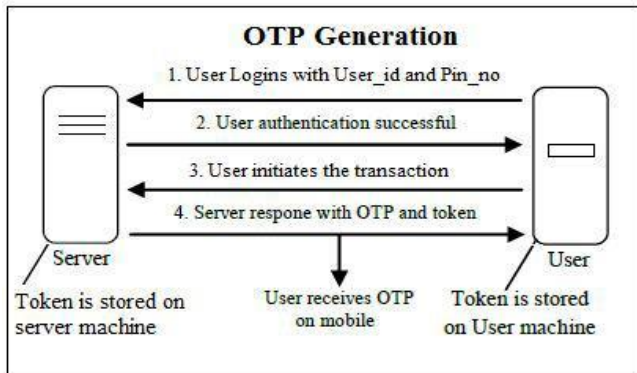 OTP Generation
1. User Logins with User_id and Pin_no
2. User authentication successful
3. User initiates the transaction
4. Server respone with OTP and token
Server
User
Token is stored on
server machine
User receives OTP
on mobile
Token is stored
on User machine